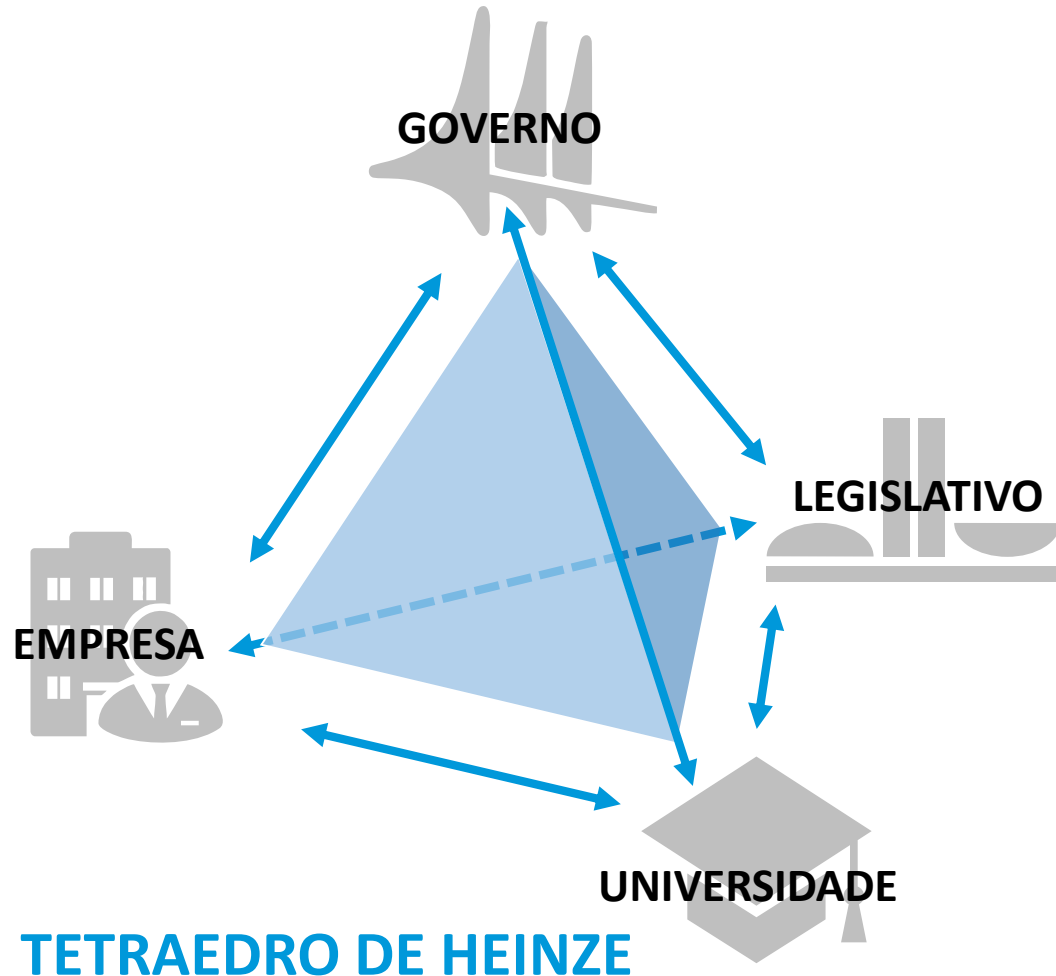 GOVERNO
LEGISLATIVO
EMPRESA
UNIVERSIDADE
TETRAEDRO DE HEINZE